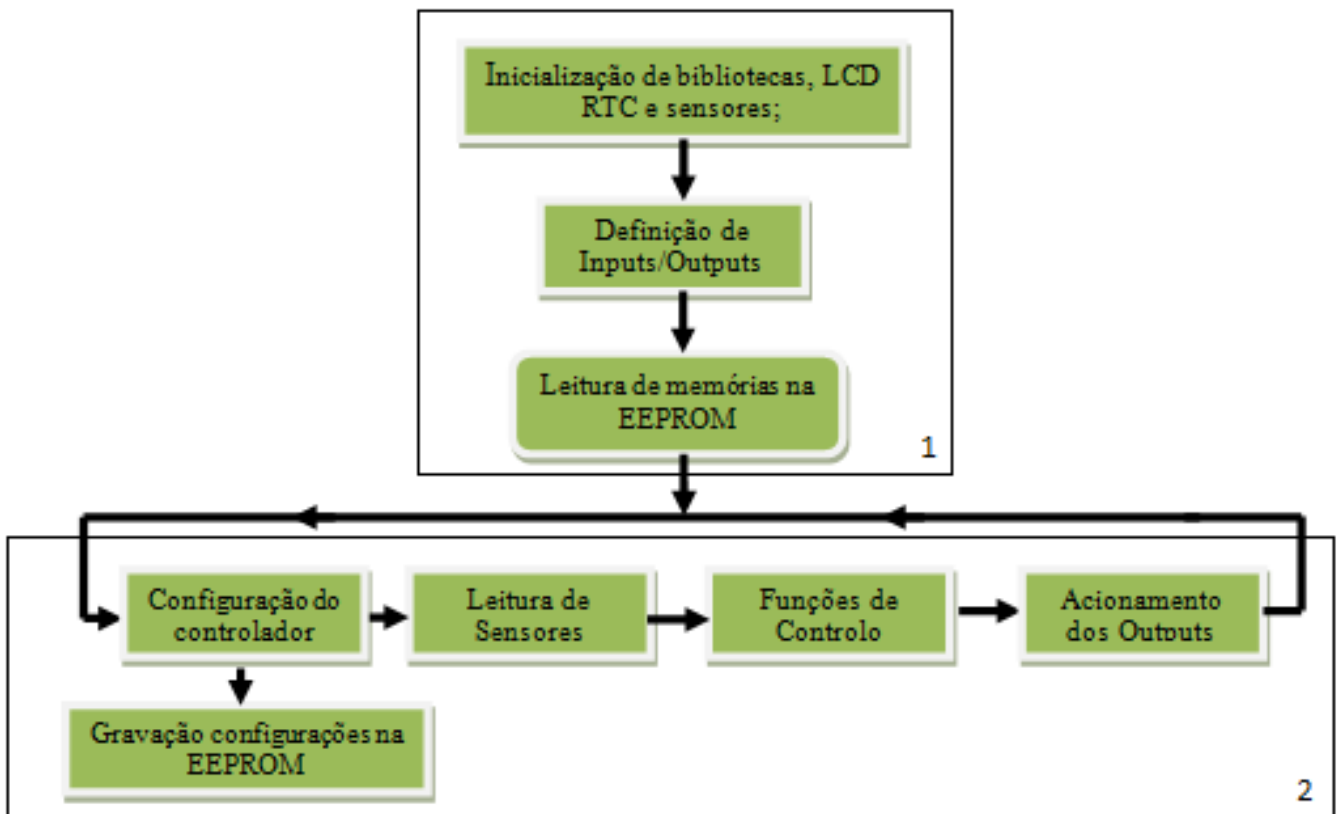 Inicialização de bibliotecas, LCD
RTC e sensores;
Definição de
Inputs/Outputs
Leitura de memórias na
EEPROM
1
Configuração do
controlador
Leitura de
Sensores
Funções de
Controlo
Acionamento
dos Outputs
Gravação configurações na
EEPROM
2